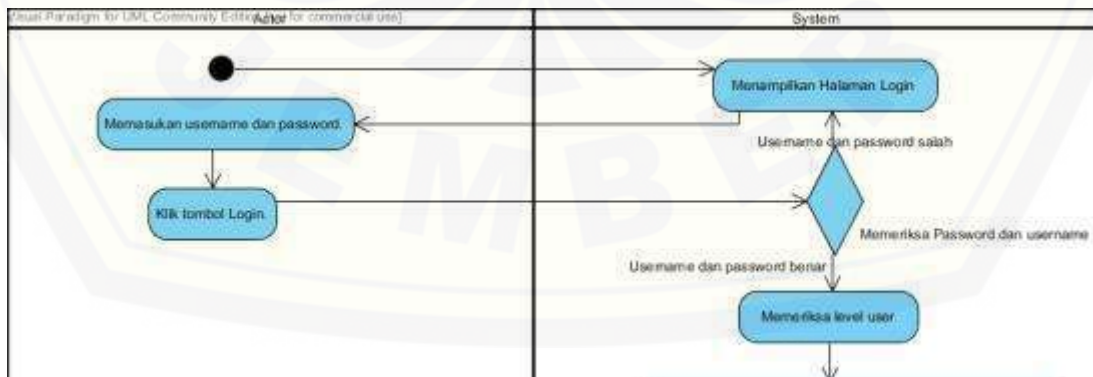 Visual Paradigm for UML Community Edition [not for commercial use]
Actor
System
Menampilkan Halaman Login
Memasukan username dan password.
Username dan password salah
Klik tombol Login.
Memeriksa Password dan username
Username dan password benar
Memeriksa level user
JEMBER